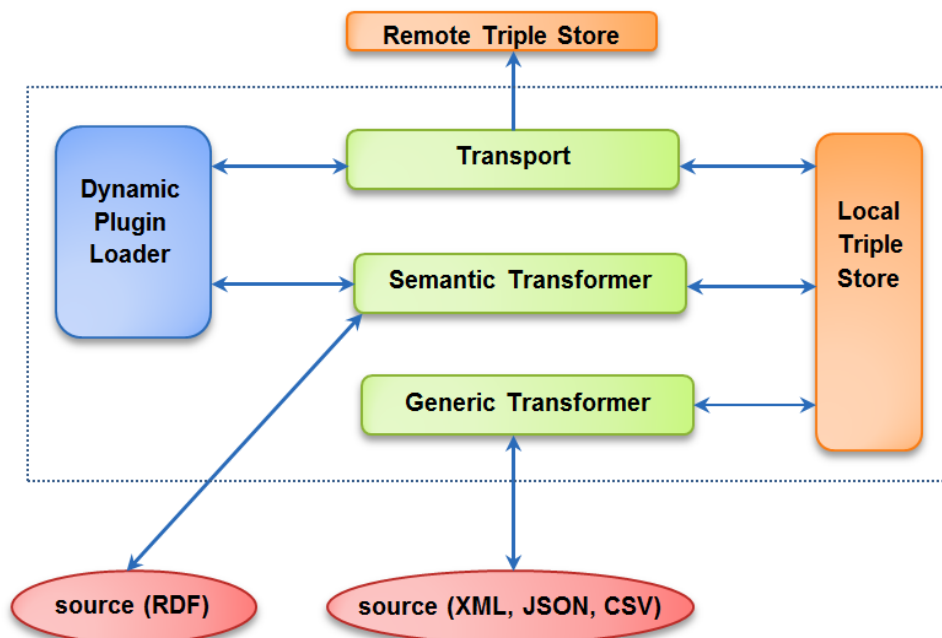 Remote Triple Store
Transport
Dynamic
Plugin
Loader
Local
Triple
Store
Semantic Transformer
Generic Transformer
source (RDF)
source (XML, JSON, CSV)